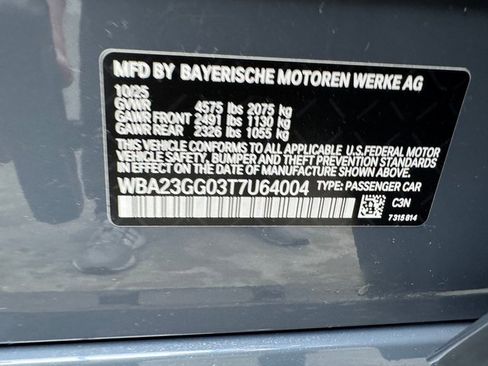 MFD BY BAYERISCHE MOTOREN WERKE AG
10/25
GVWR 4575 lbs 2075 kg
GAWR FRONT 2491 lbs 1130 kg
GAWR REAR 2326 lbs 1055 kg
THIS VEHICLE CONFORMS TO ALL APPLICABLE U.S.FEDERAL MOTOR
VEHICLE SAFETY, BUMPER, AND THEFT PREVENTION STANDARDS
IN EFFECT ON THE DATE OF MANUFACTURE SHOWN ABOVE.
WBA23GG03T7U64004 TYPE: PASSENGER CAR
C3N
7 315 814